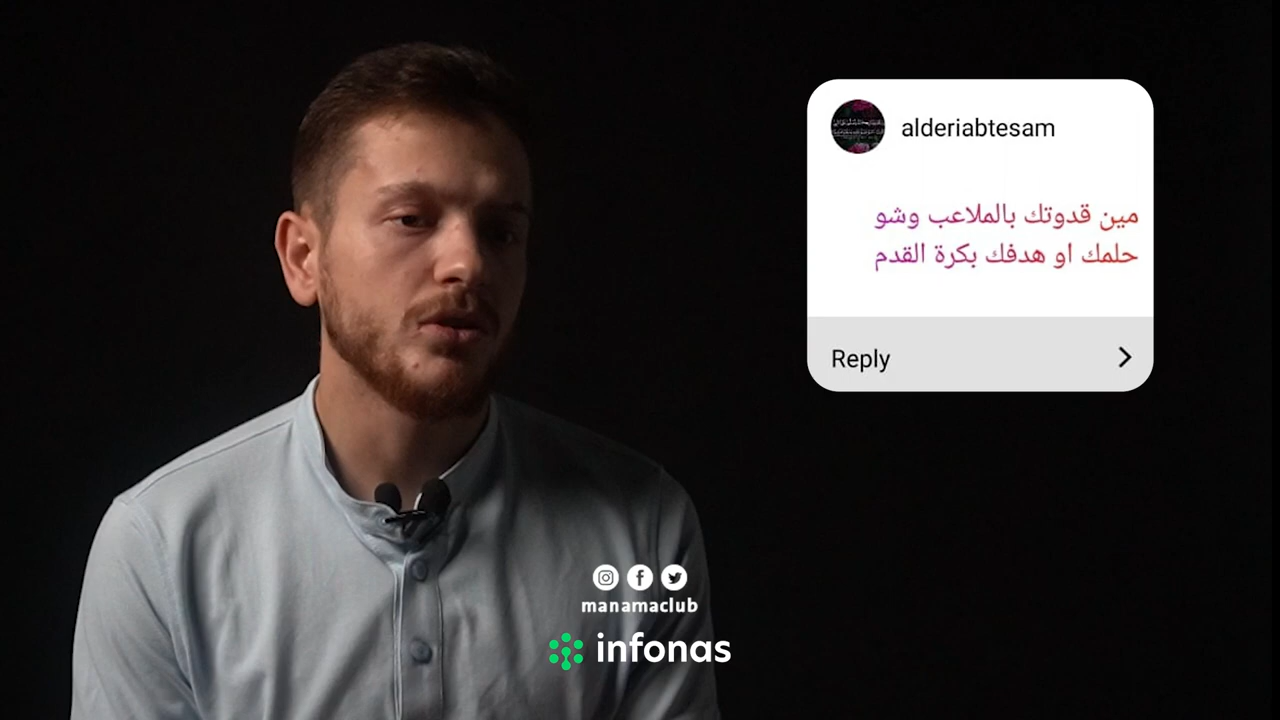 alderiabtesam
مين قدوتك بالملاعب وشو
حلمك او هدفك بكرة القدم
Reply
manamaclub
infonas